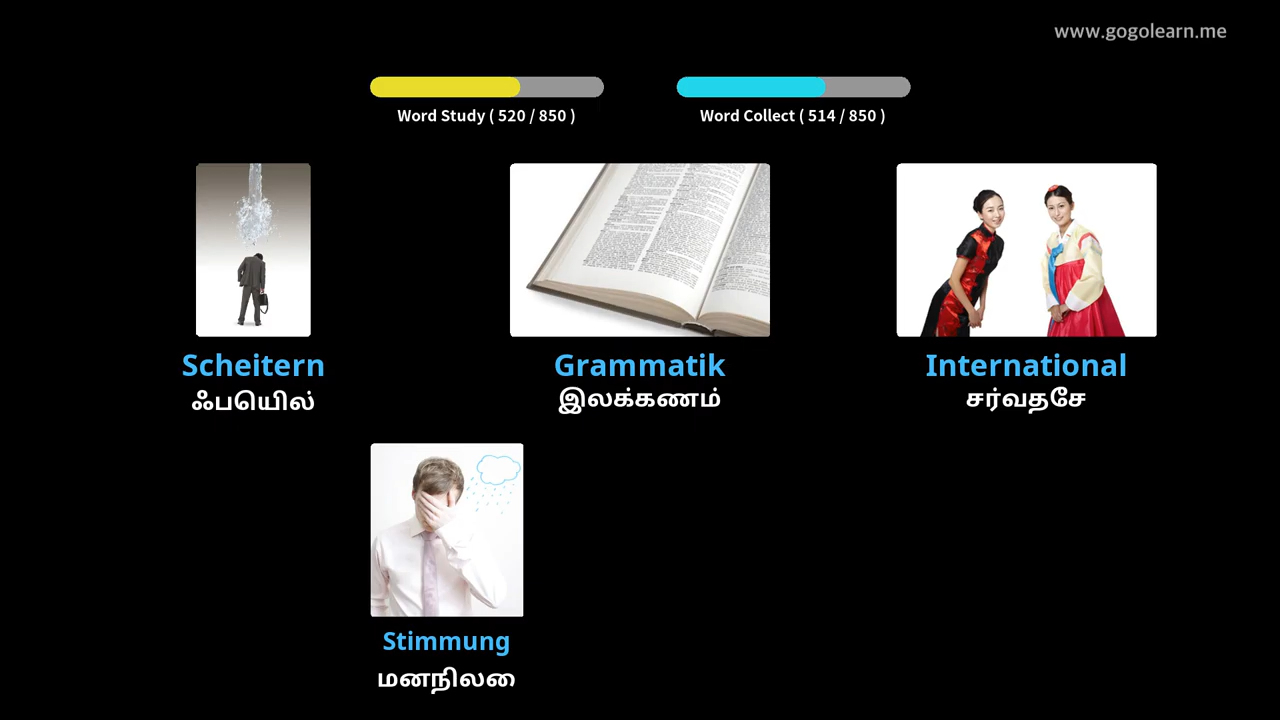 www.gogolearn.me
Word Study ( 520 / 850 )
Word Collect ( 514 / 850 )
Scheitern
ஃபயெில்
Grammatik
இலக்கணம்
International
சர்வதசே
Stimmung
மனநிலை